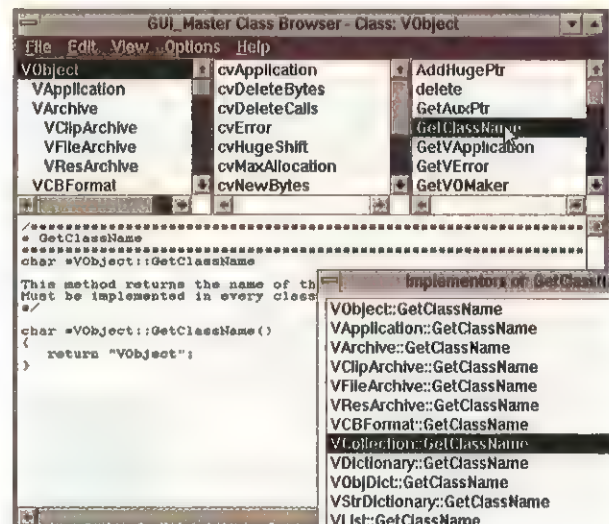 GUI_Master Class Browser - Class: VObject
File Edit View Options Help
VObject
VApplication
VArchive
VClipArchive
VFileArchive
VResArchive
VCBFormat
cvApplication
cvDeleteBytes
cvDeleteCalls
cvError
cvHugeShift
cvMaxAllocation
cvNewBytes
AddHugePtr
delete
GetAuxPtr
GetClassName
GetVApplication
GetVError
GetVOMaker
/************************************************************
* GetClassName
************************************************************
char *VObject::GetClassName
This method returns the name of th
Must be implemented in every class
*/
char *VObject::GetClassName()
{
return "VObject";
}
Implementors of GetClassN
VObject::GetClassName
VApplication::GetClassName
VArchive::GetClassName
VClipArchive::GetClassName
VFileArchive::GetClassName
VResArchive::GetClassName
VCBFormat::GetClassName
VCollection::GetClassName
VDictionary::GetClassName
VObjDict::GetClassName
VStrDictionary::GetClassName
VList::GetClassName